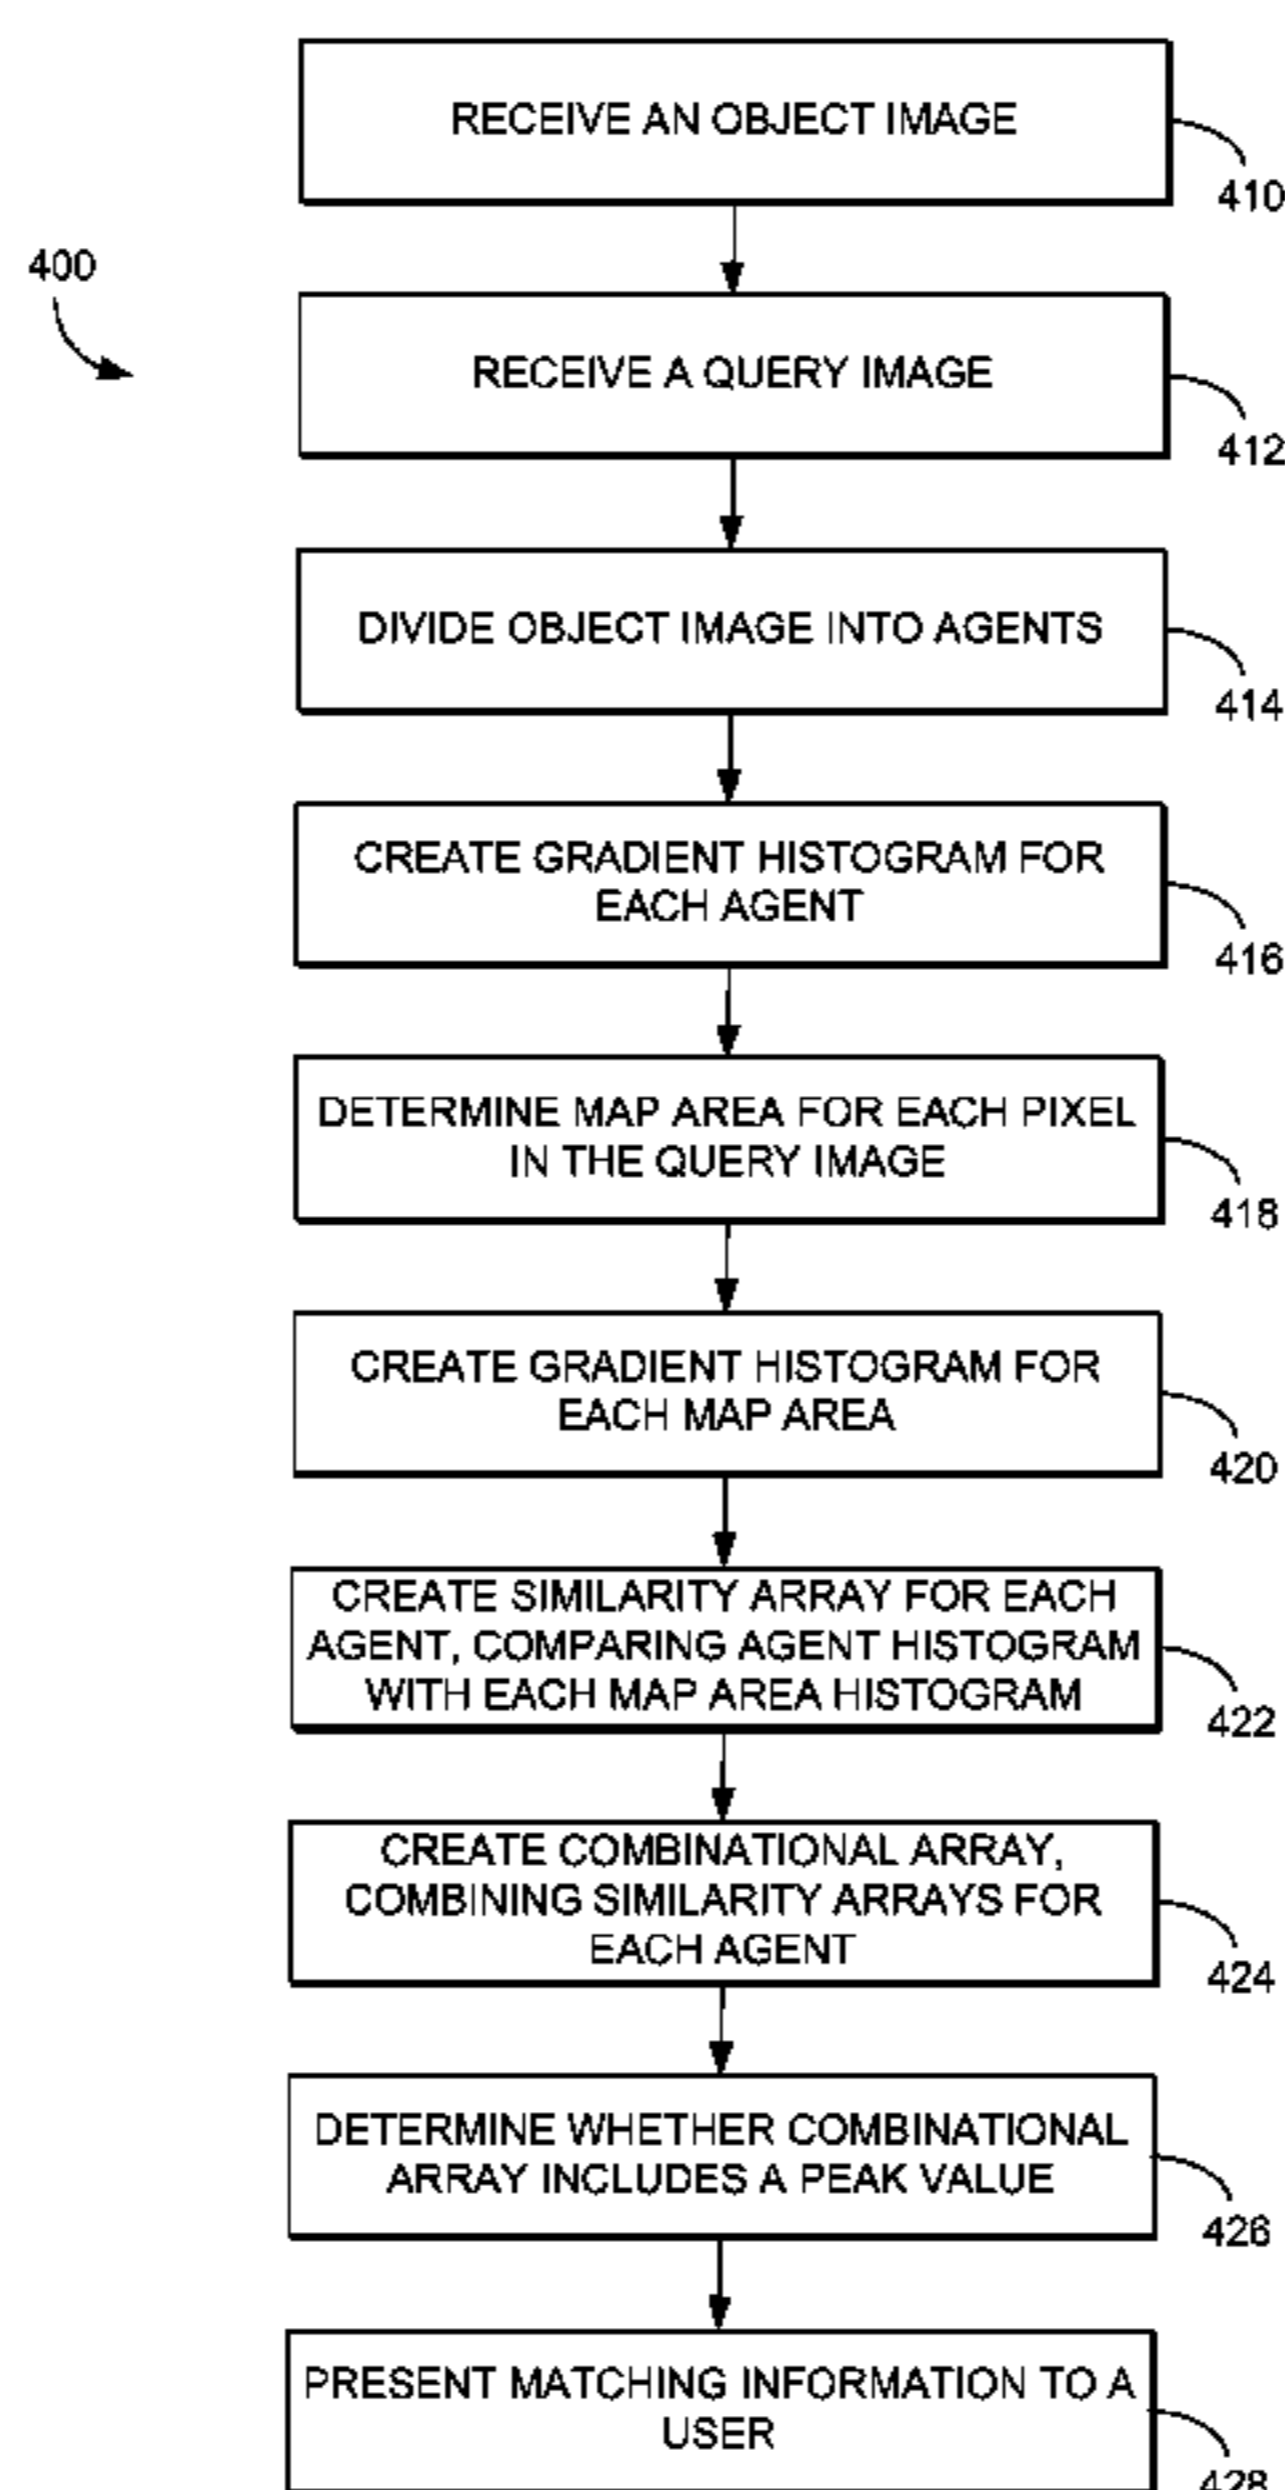 RECEIVE AN OBJECT IMAGE
410
400
RECEIVE A QUERY IMAGE
412
DIVIDE OBJECT IMAGE INTO AGENTS
414
CREATE GRADIENT HISTOGRAM FOR
EACH AGENT
416
DETERMINE MAP AREA FOR EACH PIXEL
IN THE QUERY IMAGE
418
CREATE GRADIENT HISTOGRAM FOR
EACH MAP AREA
420
CREATE SIMILARITY ARRAY FOR EACH
AGENT, COMPARING AGENT HISTOGRAM
WITH EACH MAP AREA HISTOGRAM
422
CREATE COMBINATIONAL ARRAY,
COMBINING SIMILARITY ARRAYS FOR
EACH AGENT
424
DETERMINE WHETHER COMBINATIONAL
ARRAY INCLUDES A PEAK VALUE
426
PRESENT MATCHING INFORMATION TO A
USER
428